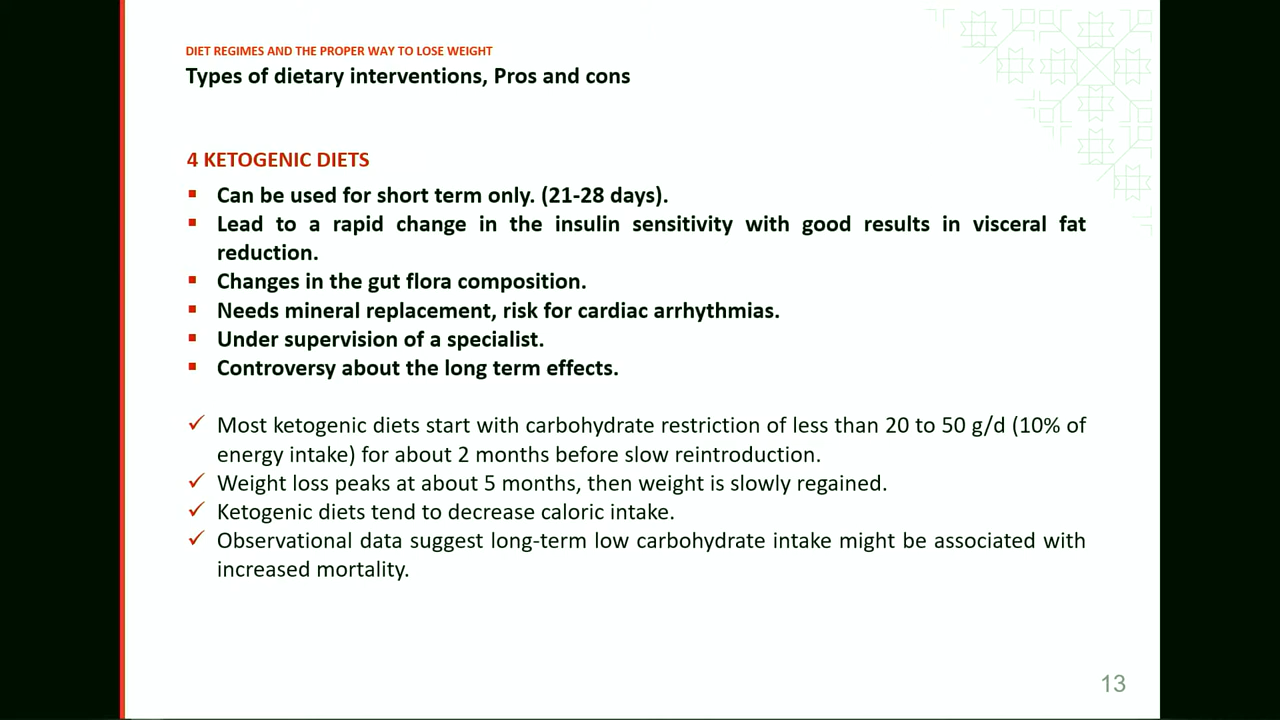 DIET REGIMES AND THE PROPER WAY TO LOSE WEIGHT
Types of dietary interventions, Pros and cons
4 KETOGENIC DIETS
▪ Can be used for short term only. (21-28 days).
▪ Lead to a rapid change in the insulin sensitivity with good results in visceral fat
reduction.
▪ Changes in the gut flora composition.
▪ Needs mineral replacement, risk for cardiac arrhythmias.
▪ Under supervision of a specialist.
▪ Controversy about the long term effects.
✓ Most ketogenic diets start with carbohydrate restriction of less than 20 to 50 g/d (10% of
energy intake) for about 2 months before slow reintroduction.
✓ Weight loss peaks at about 5 months, then weight is slowly regained.
✓ Ketogenic diets tend to decrease caloric intake.
✓ Observational data suggest long-term low carbohydrate intake might be associated with
increased mortality.
13